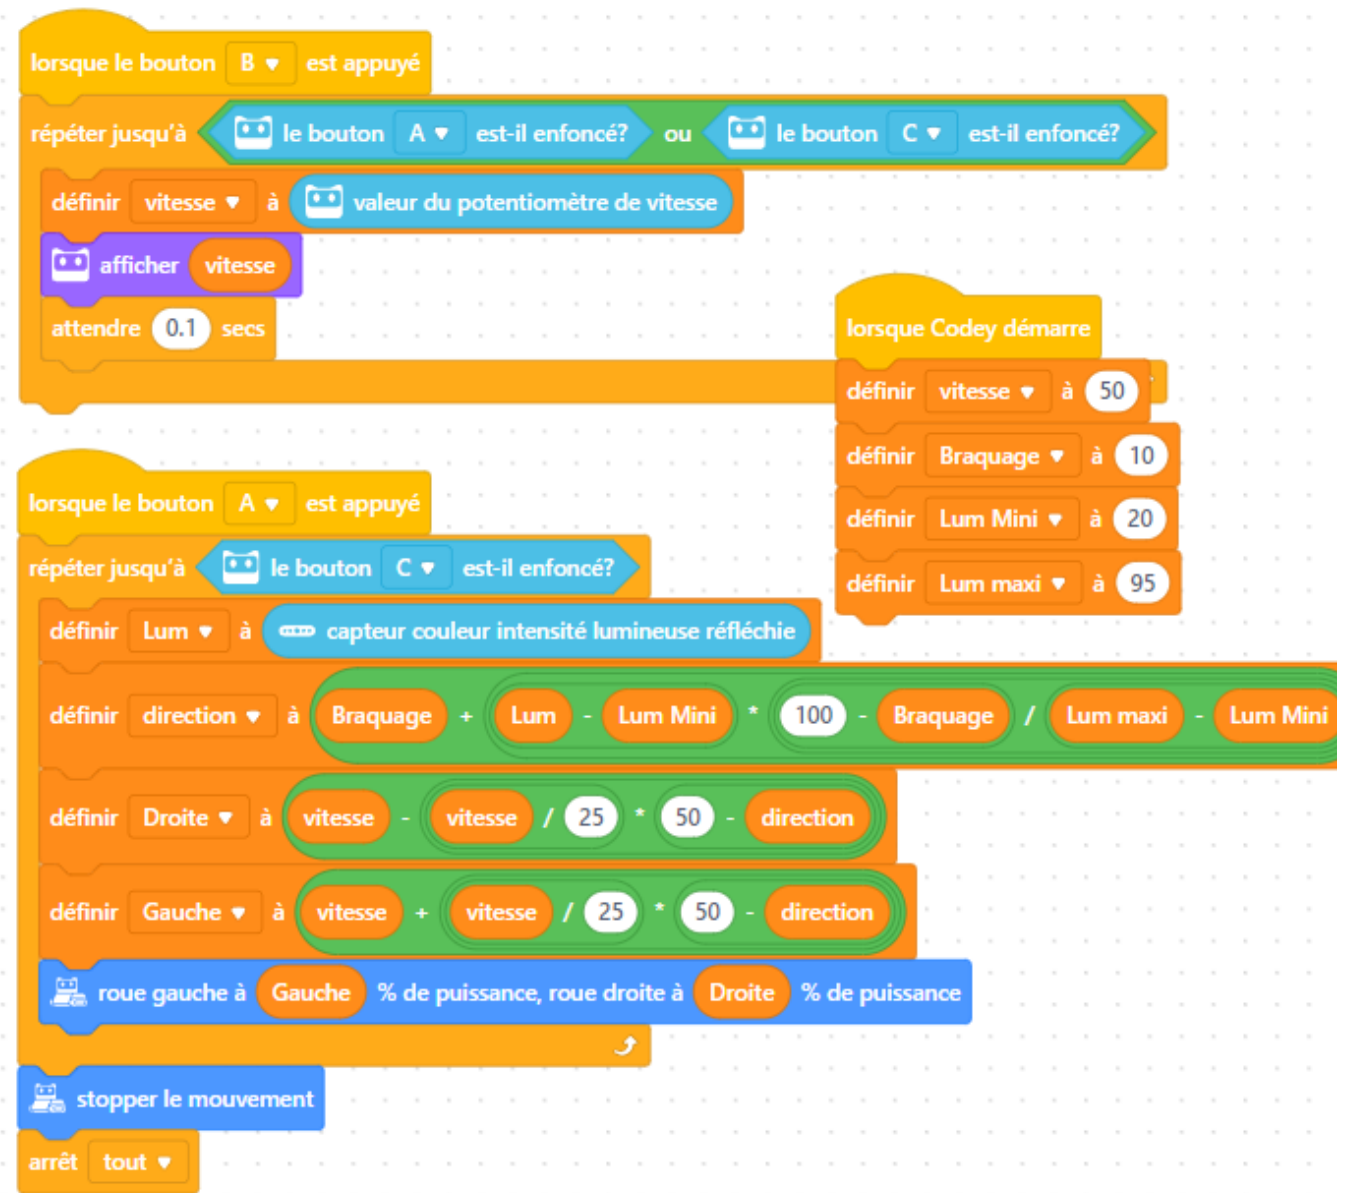 lorsque le bouton B est appuyé
répéter jusqu'à le bouton A est-il enfoncé? ou le bouton C est-il enfoncé?
définir vitesse à valeur du potentiomètre de vitesse
afficher vitesse
attendre 0.1 secs
lorsque Codey démarre
définir vitesse à 50
définir Braquage à 10
définir Lum Mini à 20
définir Lum maxi à 95
lorsque le bouton A est appuyé
répéter jusqu'à le bouton C est-il enfoncé?
définir Lum à capteur couleur intensité lumineuse réfléchie
définir direction à Braquage + Lum - Lum Mini * 100 - Braquage / Lum maxi - Lum Mini
définir Droite à vitesse - vitesse / 25 * 50 - direction
définir Gauche à vitesse + vitesse / 25 * 50 - direction
roue gauche à Gauche % de puissance, roue droite à Droite % de puissance
stopper le mouvement
arrêt tout